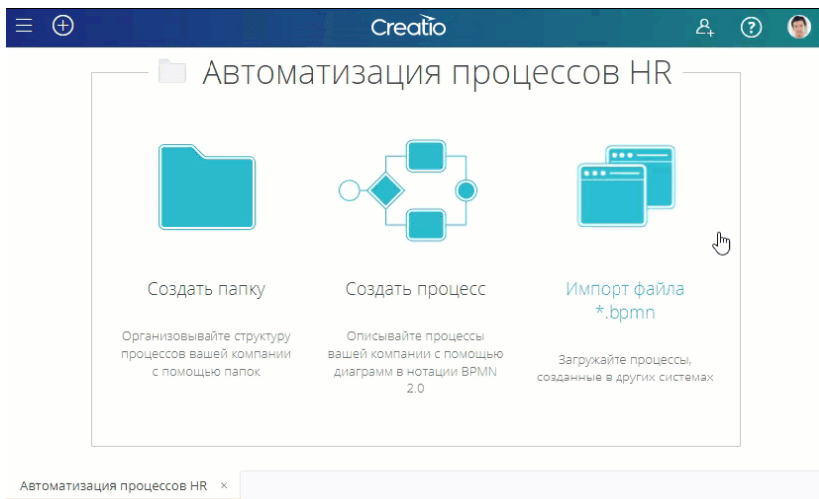 Creatio
Автоматизация процессов HR
Создать папку
Организовывайте структуру
процессов вашей компании
с помощью папок
Создать процесс
Описывайте процессы
вашей компании с помощью
диаграмм в нотации BPMN
2.0
Импорт файла
*.bpmn
Загружайте процессы,
созданные в других системах
Автоматизация процессов HR ×